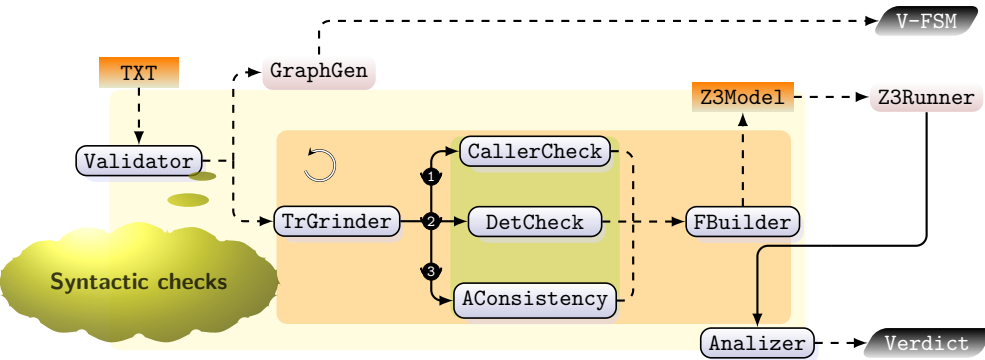 V-FSM
TXT
GraphGen
Z3Model
Z3Runner
Validator
CallerCheck
1
TrGrinder
2
DetCheck
FBuilder
3
Syntactic checks
AConsistency
Analizer
Verdict